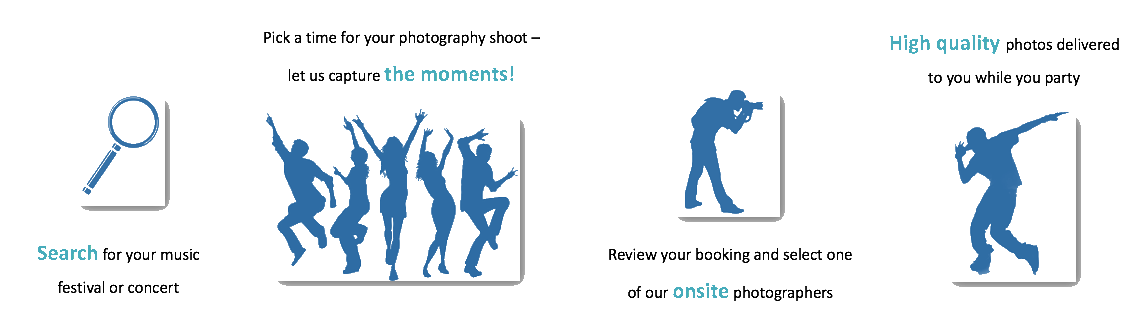 Search for your music
festival or concert
Pick a time for your photography shoot –
let us capture the moments!
Review your booking and select one
of our onsite photographers
High quality photos delivered
to you while you party